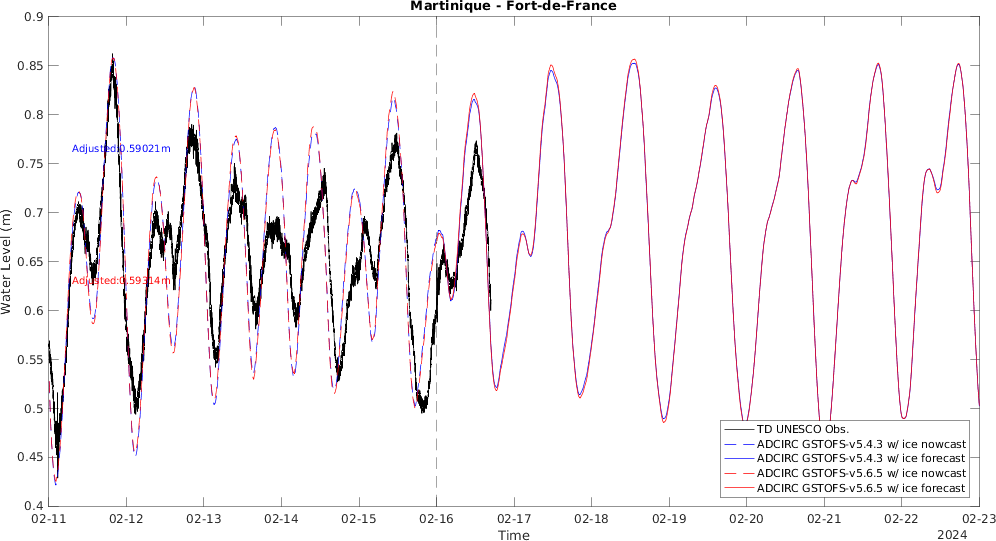 Martinique - Fort-de-France
0.9
0.85
0.8
0.75
0.7
0.65
0.6
0.55
0.5
0.45
0.4
Water Level (m)
Adjusted:0.59021m
Adjusted:0.59314m
TD UNESCO Obs.
ADCIRC GSTOFS-v5.4.3 w/ ice nowcast
ADCIRC GSTOFS-v5.4.3 w/ ice forecast
ADCIRC GSTOFS-v5.6.5 w/ ice nowcast
ADCIRC GSTOFS-v5.6.5 w/ ice forecast
02-11 02-12 02-13 02-14 02-15 02-16 02-17 02-18 02-19 02-20 02-21 02-22 02-23
Time
2024